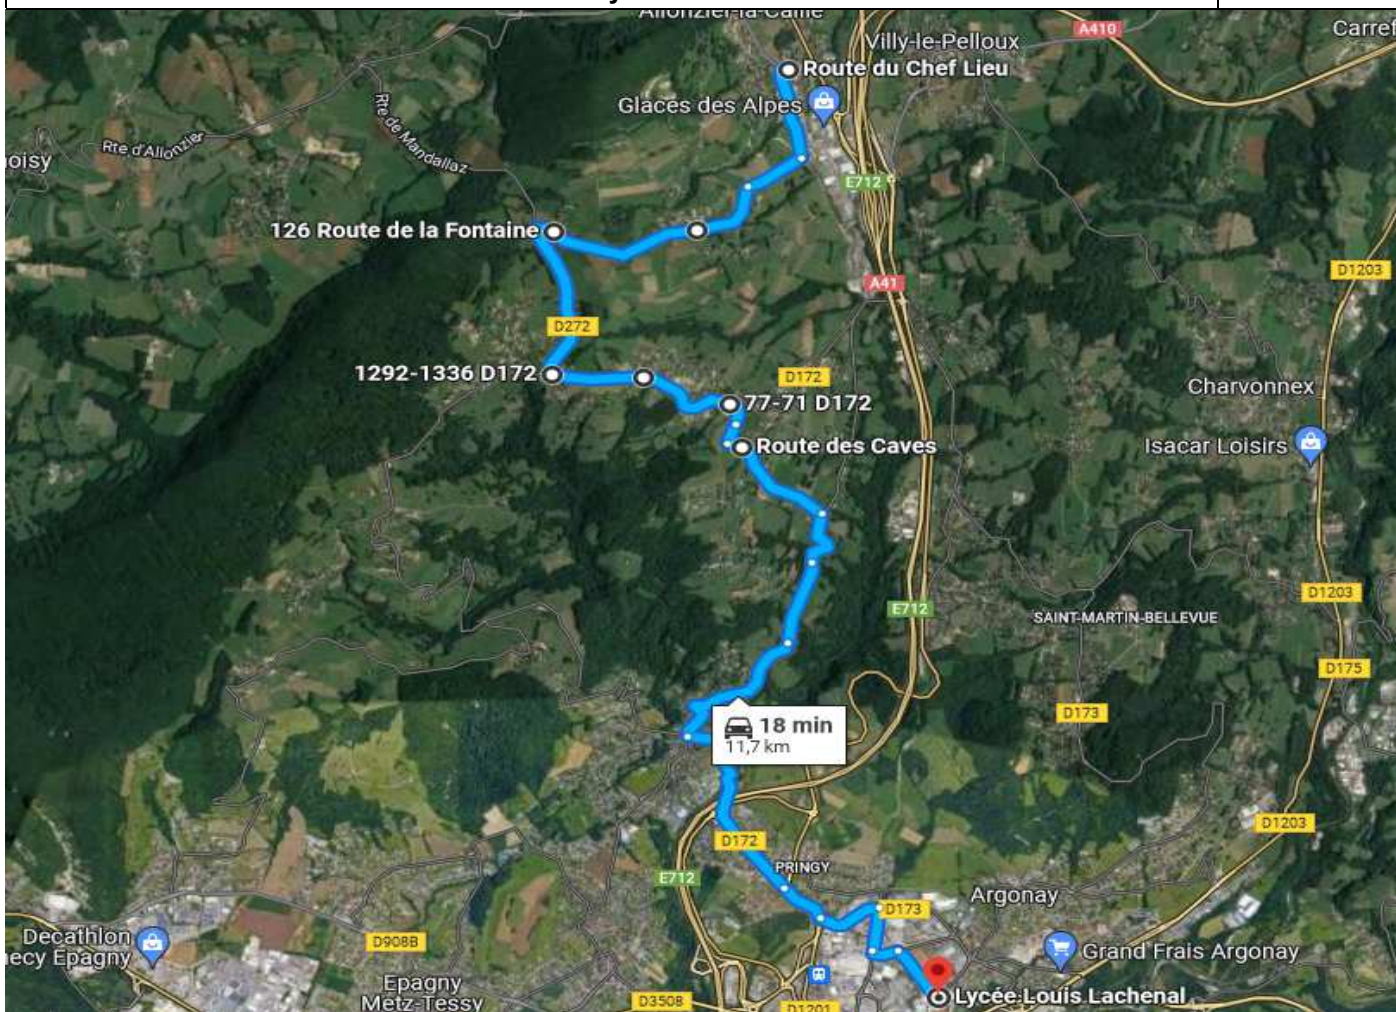 Villy-le-Pelloux
A410
Route du Chef Lieu
Glaces des Alpes
Rte d'Allonzier
Rte de Mandallaz
E712
126 Route de la Fontaine
D1203
A41
D272
1292-1336 D172
D172
Charvonnex
77-71 D172
Route des Caves
Isacar Loisirs
E712
D1203
SAINT-MARTIN-BELLEVUE
D175
D173
18 min
11,7 km
D172
D1203
PRINGY
E712
Argonay
D173
Decathlon
necy Epagny
D908B
Grand Frais Argonay
Epagny
Metz-Tessy
D3508
D1201
Lycée Louis Lachenal